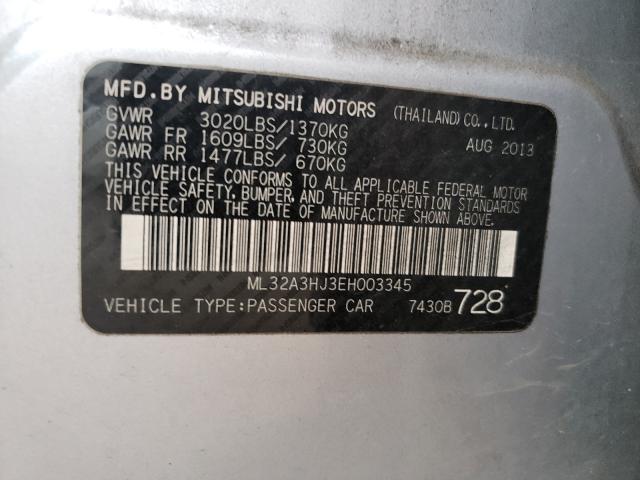 MFD.BY MITSUBISHI MOTORS (THAILAND)CO.,LTD.
GVWR 3020LBS/1370KG
GAWR FR 1609LBS/ 730KG AUG 2013
GAWR RR 1477LBS/ 670KG
THIS VEHICLE CONFORMS TO ALL APPLICABLE FEDERAL MOTOR
VEHICLE SAFETY, BUMPER, AND THEFT PREVENTION STANDARDS
IN EFFECT ON THE DATE OF MANUFACTURE SHOWN ABOVE.
ML32A3HJ3EH003345
VEHICLE TYPE:PASSENGER CAR 7430B 728